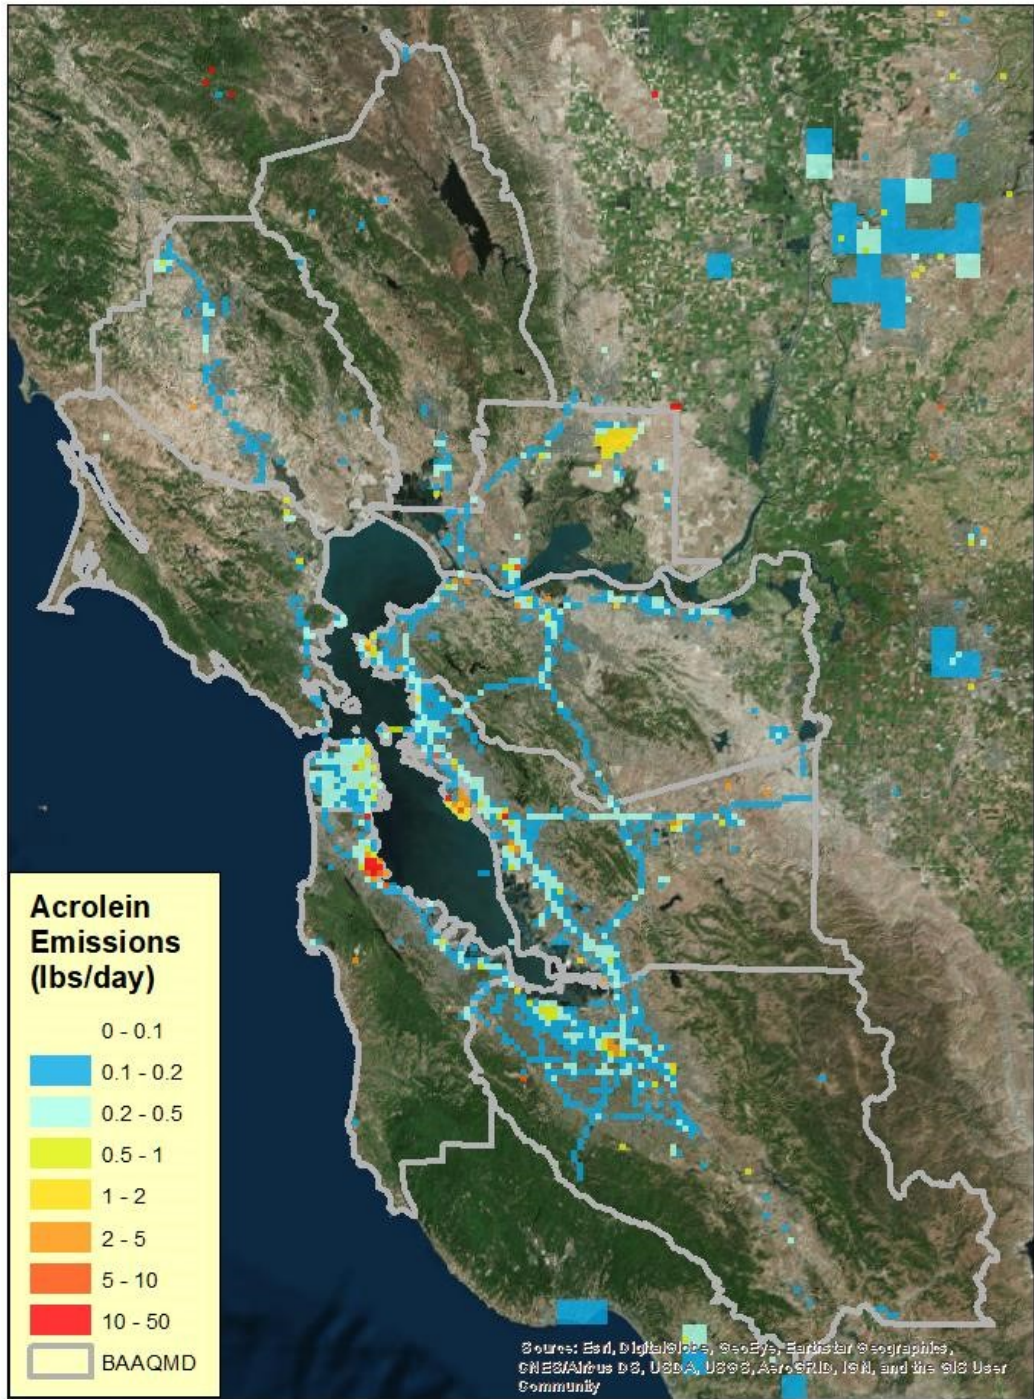 Acrolein
Emissions
(lbs/day)
0 - 0.1
0.1 - 0.2
0.2 - 0.5
0.5 - 1
1 - 2
2 - 5
5 - 10
10 - 50
BAAQMD
Source: Esri, DigitalGlobe, GeoEye, Earthstar Geographics,
CNES/Airbus DS, USDA, USGS, AeroGRID, IGN, and the GIS User
Community